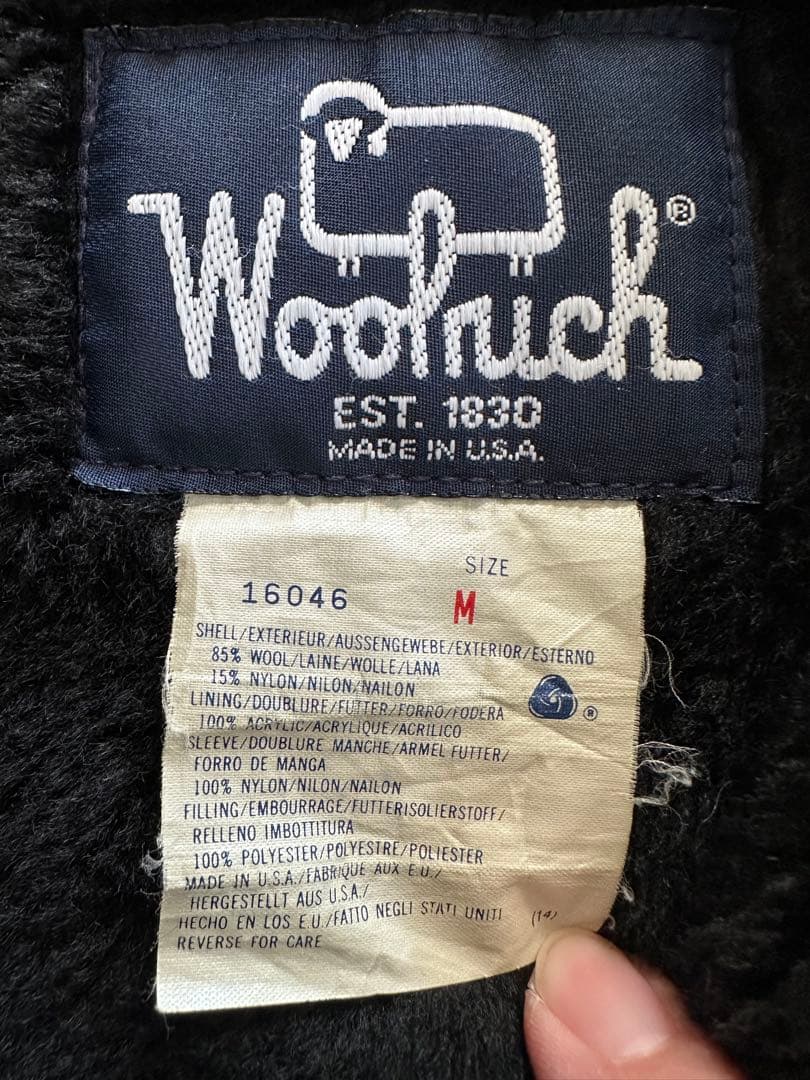 Woolrich®
EST. 1830
MADE IN U.S.A.
SIZE
16046 M
SHELL/EXTERIEUR/AUSSENGEWEBE/EXTERIOR/ESTERNO
85% WOOL/LAINE/WOLLE/LANA
15% NYLON/NILON/NAILON
LINING/DOUBLURE/FUTTER/FORRO/FODERA
®
100% ACRYLIC/ACRYLIQUE/ACRILICO
SLEEVE/DOUBLURE MANCHE/ARMEL FUTTER/
FORRO DE MANGA
100% NYLON/NILON/NAILON
FILLING/EMBOURRAGE/FUTTERISOLIERSTOFF/
RELLENO IMBOTTITURA
100% POLYESTER/POLYESTRE/POLIESTER
MADE IN U.S.A./FABRIQUE AUX E.U./
HERGESTELLT AUS U.S.A./
HECHO EN LOS E.U./FATTO NEGLI STATI UNITI (14)
REVERSE FOR CARE